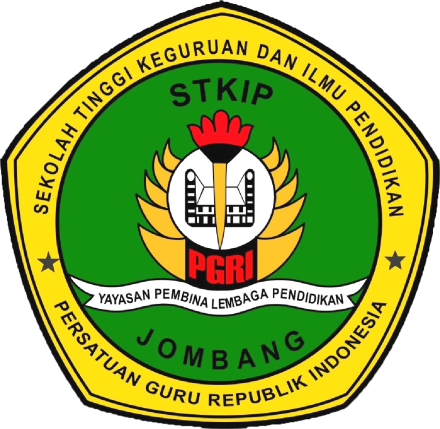 SEKOLAH TINGGI KEGURUAN DAN ILMU PENDIDIKAN
STKIP
PGRI
YAYASAN PEMBINA LEMBAGA PENDIDIKAN
JOMBANG
PERSATUAN GURU REPUBLIK INDONESIA